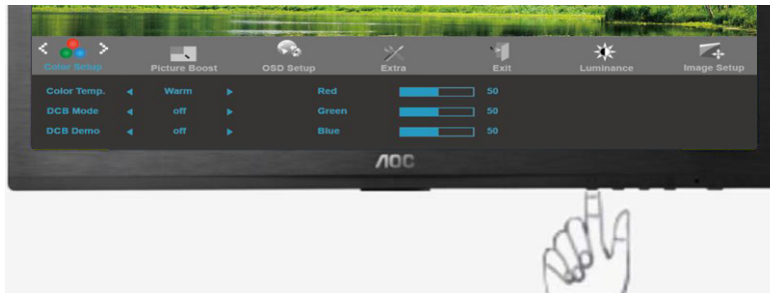 Color Setup Picture Boost OSD Setup Extra Exit Luminance Image Setup
Color Temp. Warm Red 50
DCB Mode off Green 50
DCB Demo off Blue 50
AOC